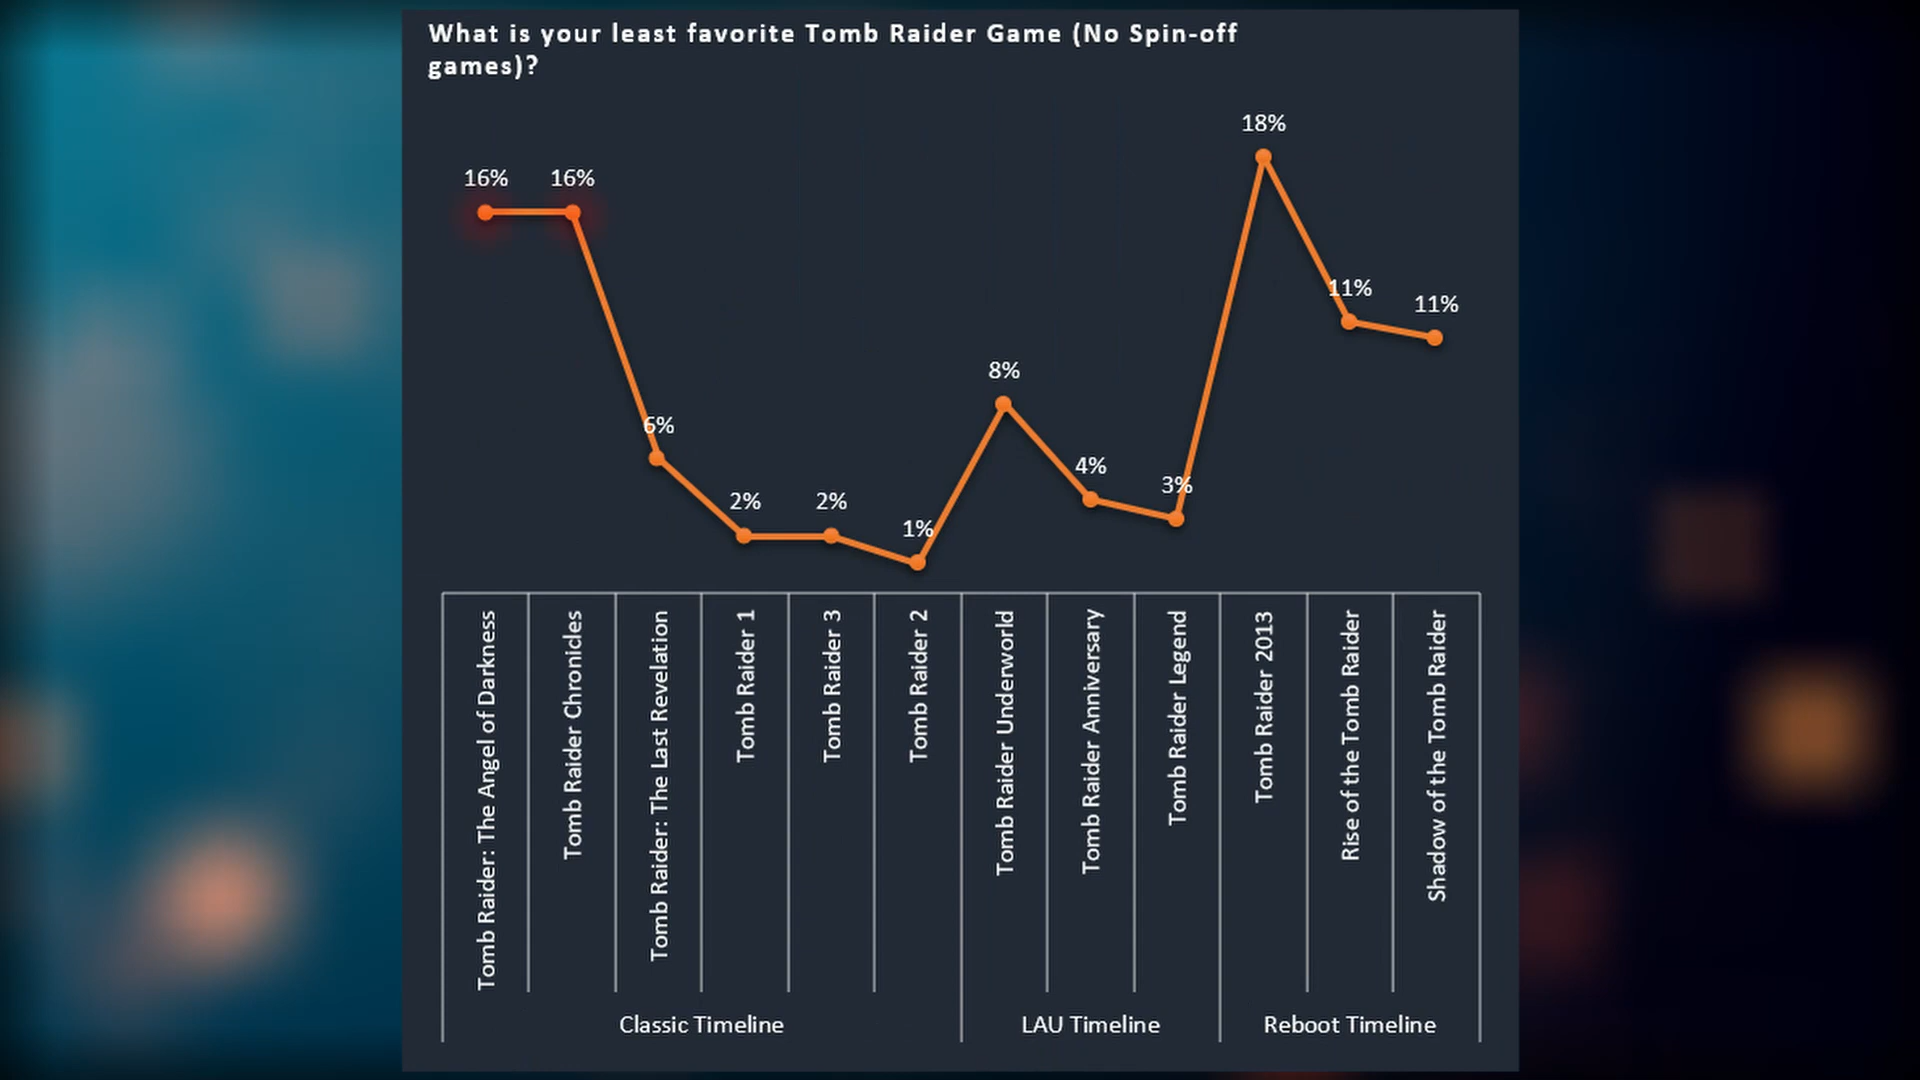 What is your least favorite Tomb Raider Game (No Spin-off
games)?
16%
16%
6%
2%
2%
1%
8%
4%
3%
18%
11%
11%
Tomb Raider: The Angel of Darkness
Tomb Raider Chronicles
Tomb Raider: The Last Revelation
Tomb Raider 1
Tomb Raider 3
Tomb Raider 2
Tomb Raider Underworld
Tomb Raider Anniversary
Tomb Raider Legend
Tomb Raider 2013
Rise of the Tomb Raider
Shadow of the Tomb Raider
Classic Timeline
LAU Timeline
Reboot Timeline